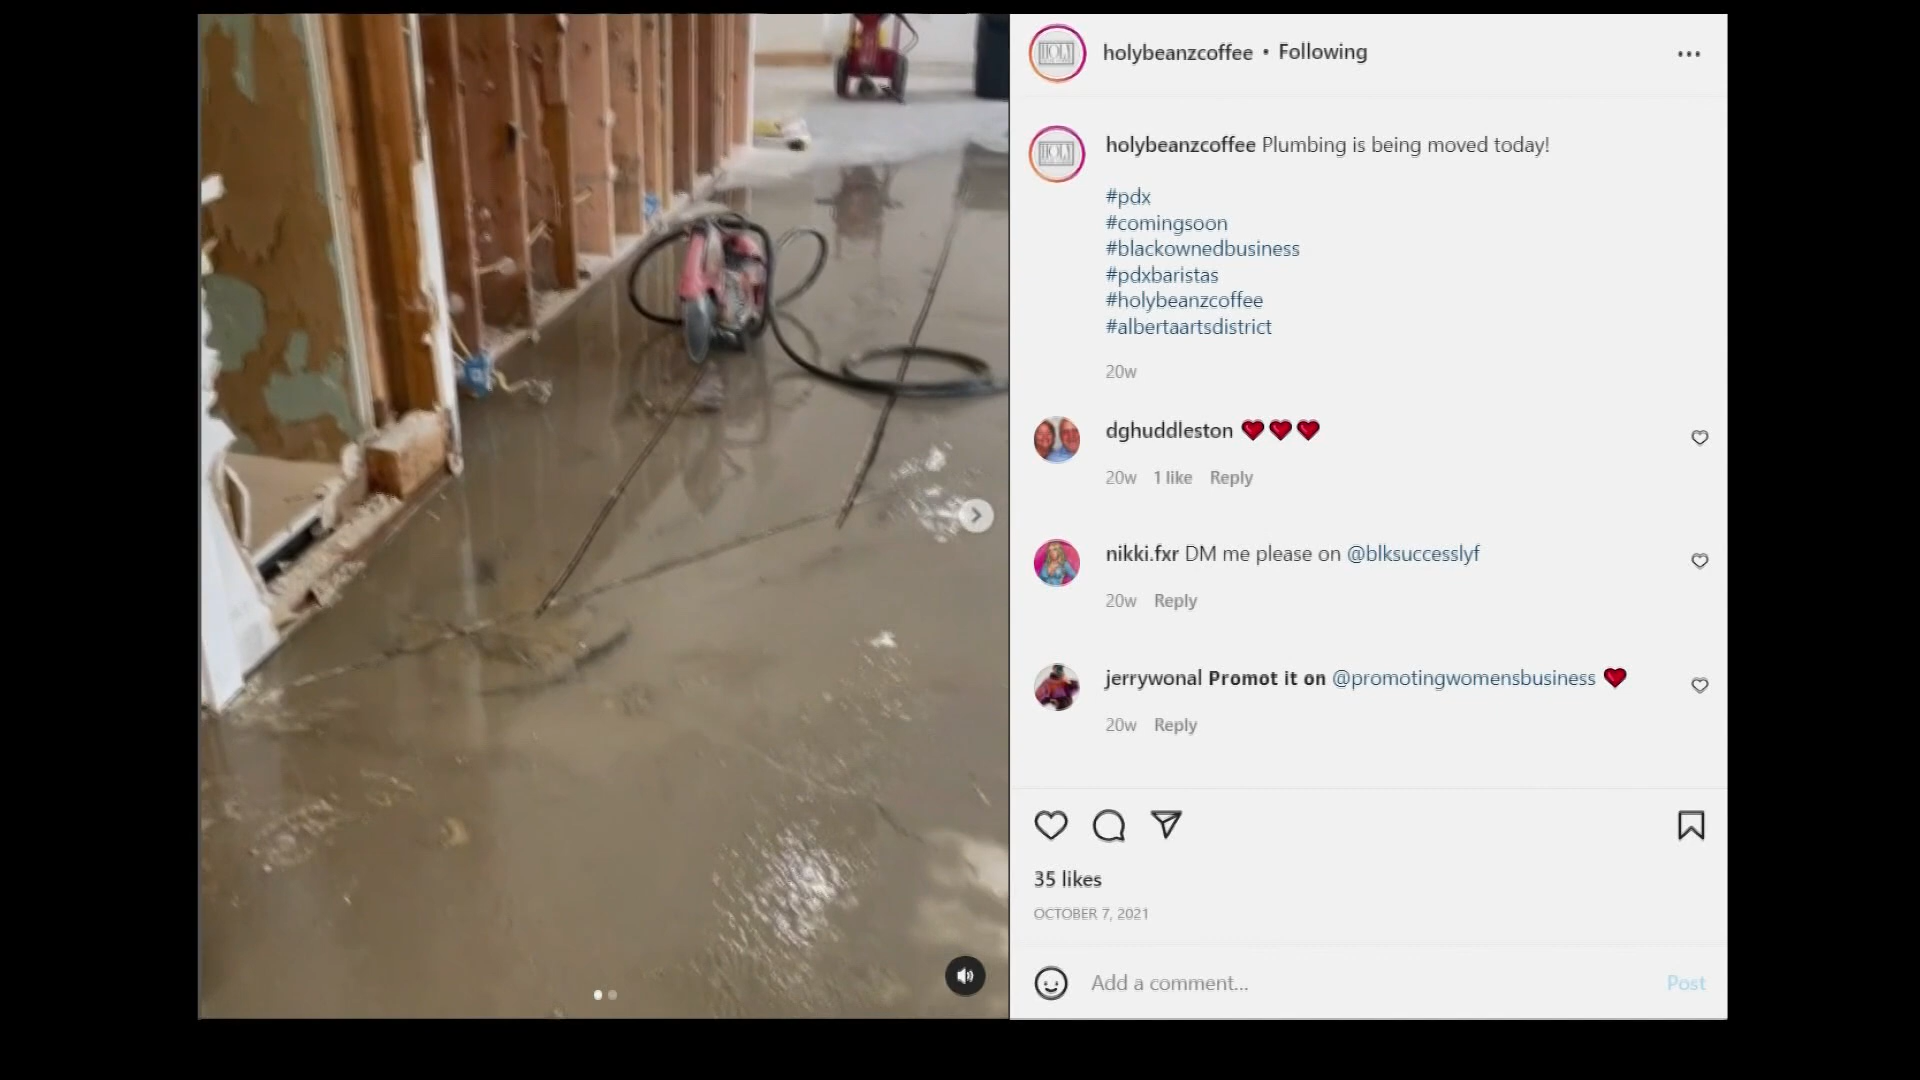 HOLY
holybeanzcoffee • Following
HOLY
holybeanzcoffee Plumbing is being moved today!
#pdx
#comingsoon
#blackownedbusiness
#pdxbaristas
#holybeanzcoffee
#albertaartsdistrict
20w
dghuddleston ❤❤❤
20w 1 like Reply
nikki.fxr DM me please on @blksuccesslyf
20w Reply
jerrywonal Promot it on @promotingwomensbusiness ❤
20w Reply
35 likes
OCTOBER 7, 2021
Add a comment...
Post